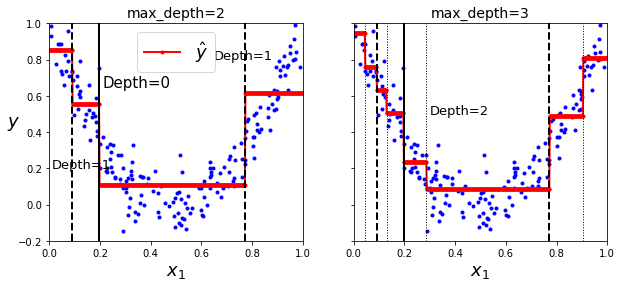 max_depth=2
max_depth=3
1.0
0.8
0.6
0.4
0.2
0.0
−0.2
y
ŷ
Depth=1
Depth=0
Depth=1
Depth=2
0.0 0.2 0.4 0.6 0.8 1.0
0.0 0.2 0.4 0.6 0.8 1.0
x₁
x₁